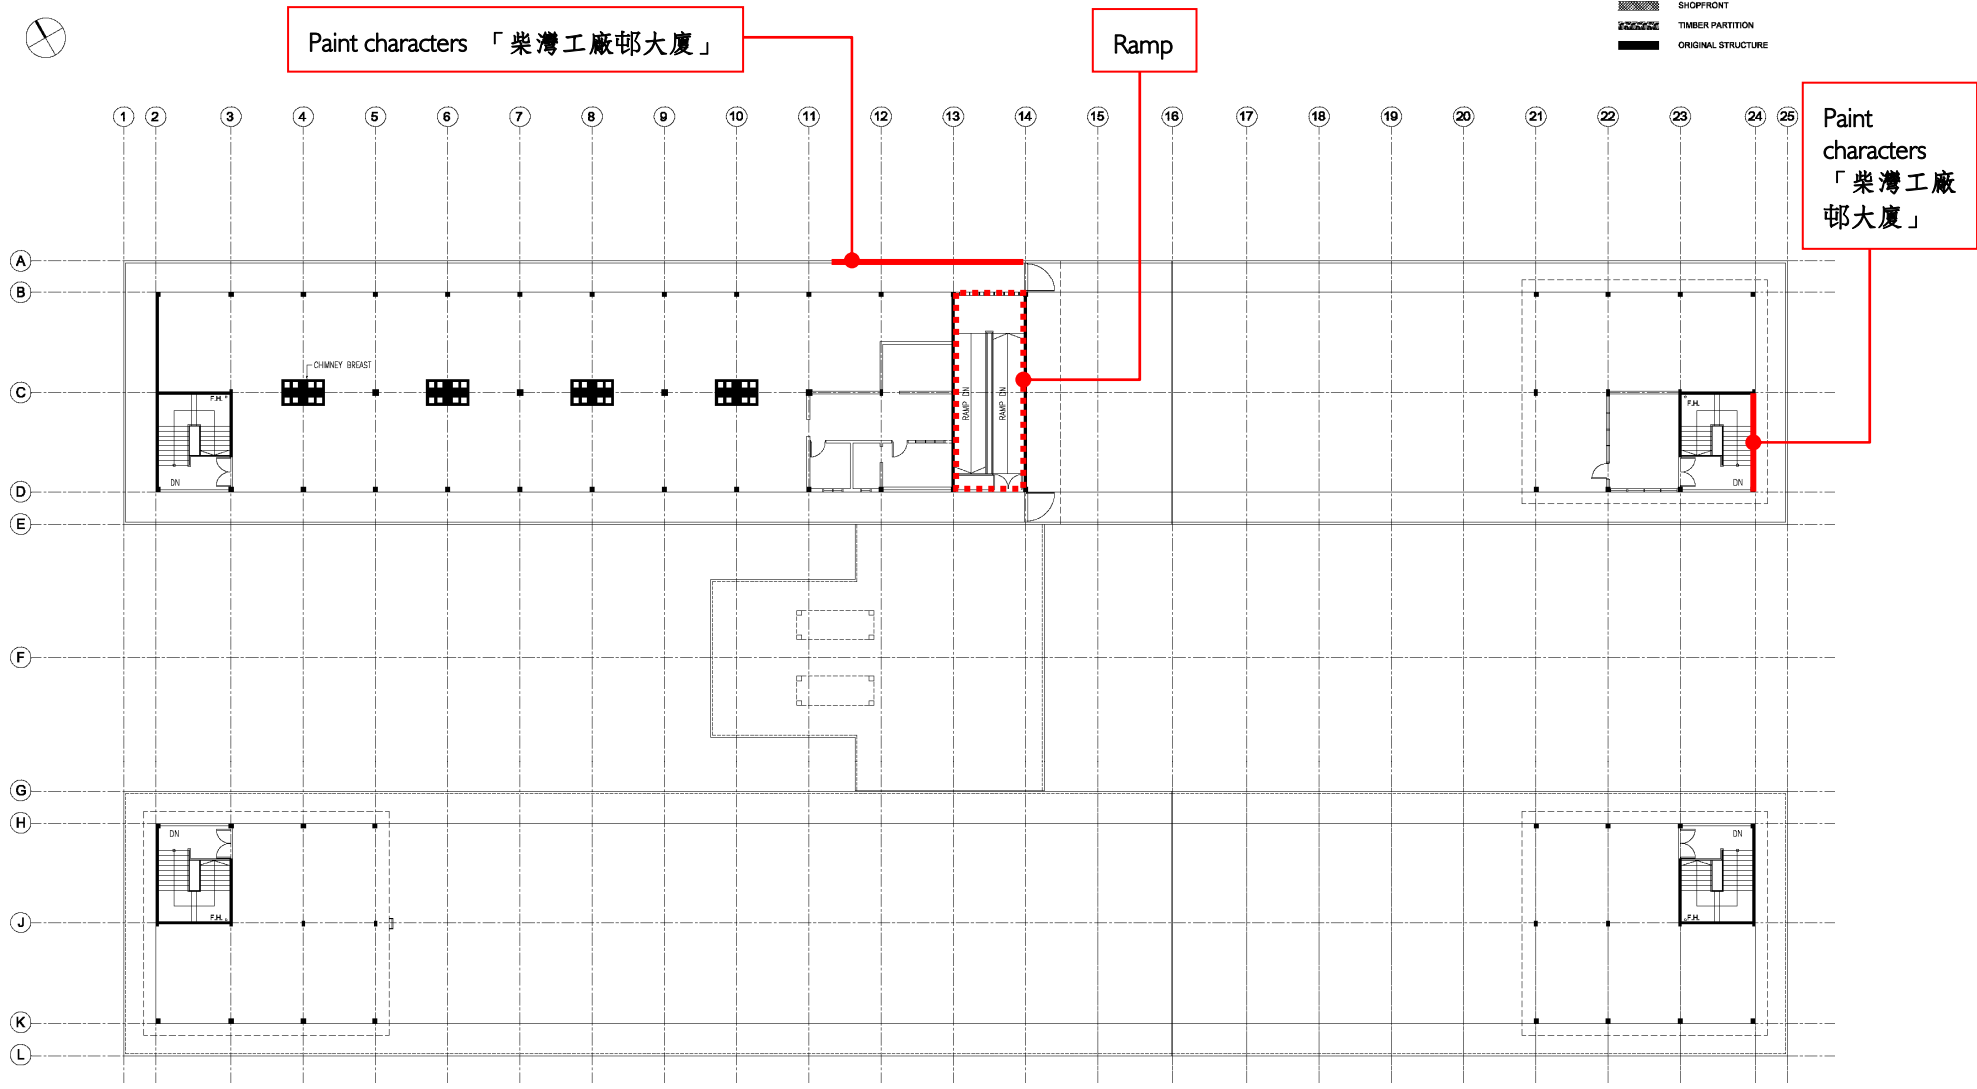 SHOPFRONT
TIMBER PARTITION
ORIGINAL STRUCTURE
Paint characters 「柴灣工廠邨大廈」
Ramp
Paint
characters
「柴灣工廠
邨大廈」
1 2 3 4 5 6 7 8 9 10 11 12 13 14 15 16 17 18 19 20 21 22 23 24 25
A
B
CHIMNEY BREAST
C
F.H.
F.H.
RAMP DN
RAMP DN
DN
DN
D
E
F
G
H
DN
DN
J
F.H.
F.H.
K
L